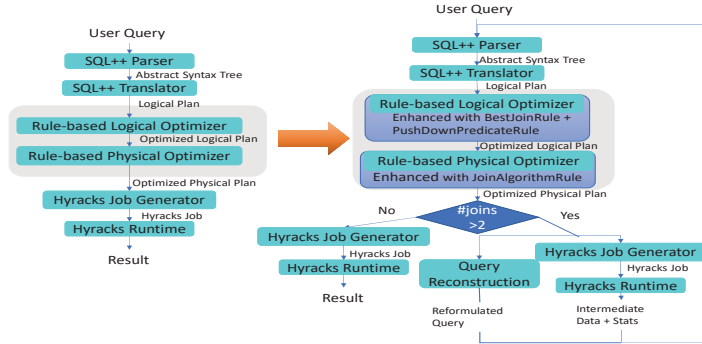 User Query
SQL++ Parser
Abstract Syntax Tree
SQL++ Translator
Logical Plan
Rule-based Logical Optimizer
Optimized Logical Plan
Rule-based Physical Optimizer
Optimized Physical Plan
Hyracks Job Generator
Hyracks Job
Hyracks Runtime
Result
User Query
SQL++ Parser
Abstract Syntax Tree
SQL++ Translator
Logical Plan
Rule-based Logical Optimizer
Enhanced with BestJoinRule +
PushDownPredicateRule
Optimized Logical Plan
Rule-based Physical Optimizer
Enhanced with JoinAlgorithmRule
Optimized Physical Plan
#joins
>2
No
Yes
Hyracks Job Generator
Hyracks Job
Hyracks Runtime
Result
Query
Reconstruction
Reformulated
Query
Hyracks Job Generator
Hyracks Job
Hyracks Runtime
Intermediate
Data + Stats